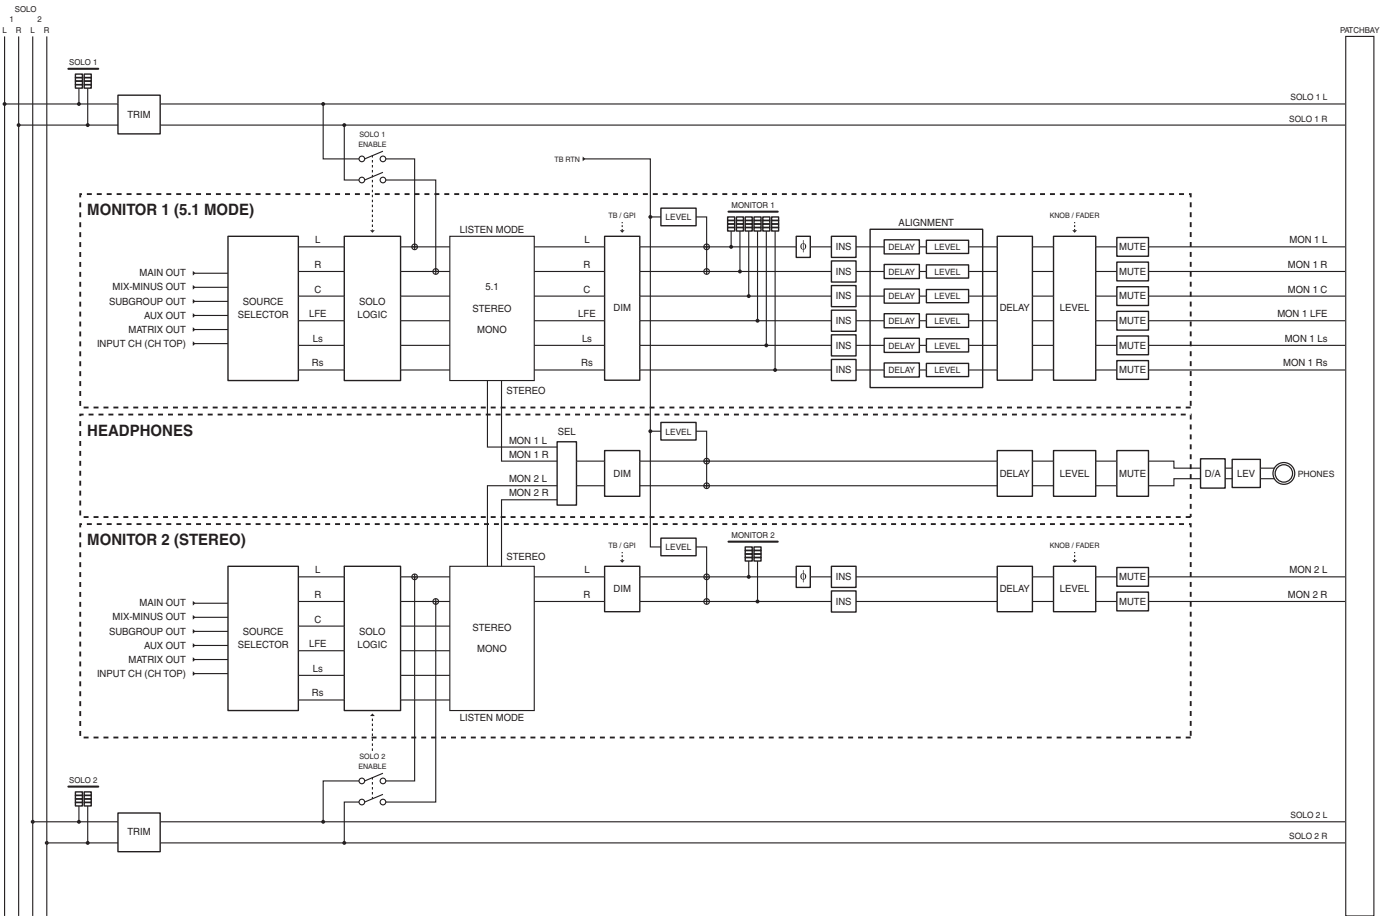 SOLO
1 2
L R L R
PATCHBAY
SOLO 1
TRIM
SOLO 1 L
SOLO 1 R
SOLO 1
ENABLE
TB RTN
MONITOR 1 (5.1 MODE)
LISTEN MODE
TB / GPI
LEVEL
MONITOR 1
ALIGNMENT
KNOB / FADER
MAIN OUT
MIX-MINUS OUT
SUBGROUP OUT
AUX OUT
MATRIX OUT
INPUT CH (CH TOP)
SOURCE
SELECTOR
L
R
C
LFE
Ls
Rs
SOLO
LOGIC
5.1
STEREO
MONO
L
R
C
LFE
Ls
Rs
DIM
ϕ
INS
INS
INS
INS
INS
INS
DELAY LEVEL
DELAY LEVEL
DELAY LEVEL
DELAY LEVEL
DELAY LEVEL
DELAY LEVEL
DELAY
LEVEL
MUTE
MUTE
MUTE
MUTE
MUTE
MUTE
MON 1 L
MON 1 R
MON 1 C
MON 1 LFE
MON 1 Ls
MON 1 Rs
STEREO
HEADPHONES
MON 1 L
MON 1 R
MON 2 L
MON 2 R
SEL
DIM
LEVEL
DELAY
LEVEL
MUTE
D/A
LEV
PHONES
MONITOR 2 (STEREO)
STEREO
TB / GPI
LEVEL
MONITOR 2
KNOB / FADER
MAIN OUT
MIX-MINUS OUT
SUBGROUP OUT
AUX OUT
MATRIX OUT
INPUT CH (CH TOP)
SOURCE
SELECTOR
L
R
C
LFE
Ls
Rs
SOLO
LOGIC
STEREO
MONO
LISTEN MODE
L
R
DIM
ϕ
INS
INS
DELAY
LEVEL
MUTE
MUTE
MON 2 L
MON 2 R
SOLO 2
ENABLE
SOLO 2
TRIM
SOLO 2 L
SOLO 2 R